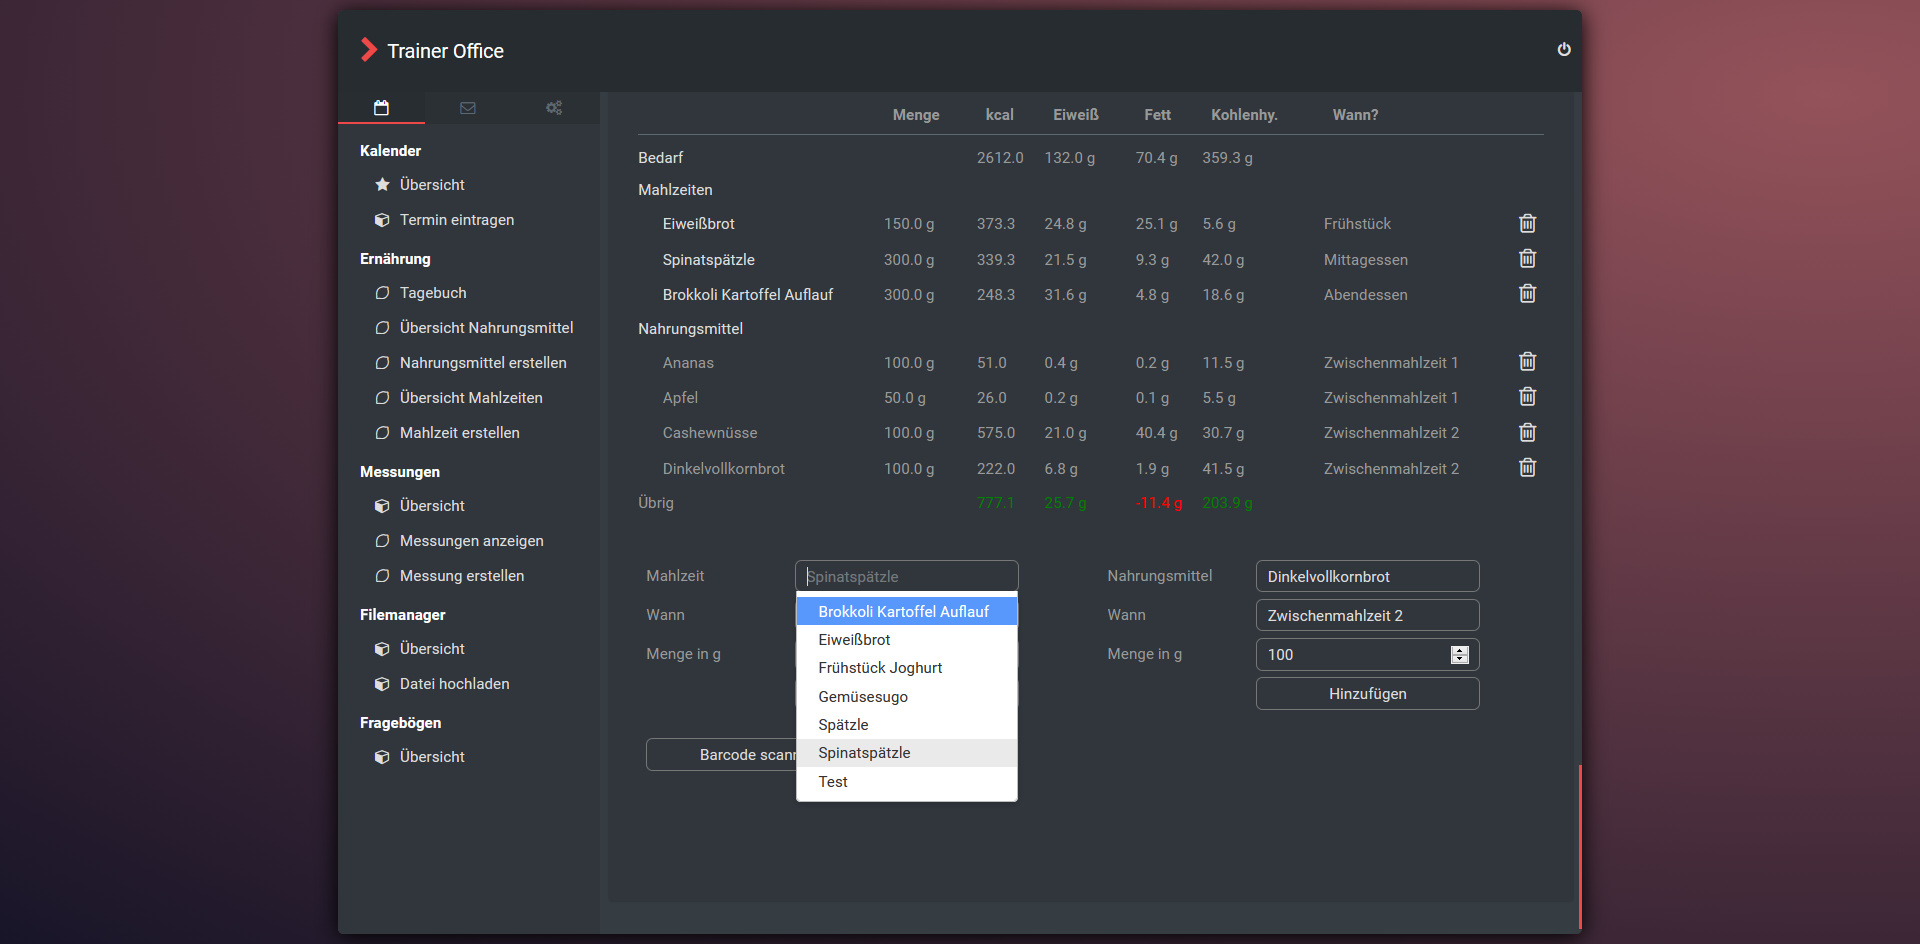 Trainer Office
Kalender
Übersicht
Termin eintragen
Ernährung
Tagebuch
Übersicht Nahrungsmittel
Nahrungsmittel erstellen
Übersicht Mahlzeiten
Mahlzeit erstellen
Messungen
Übersicht
Messungen anzeigen
Messung erstellen
Filemanager
Übersicht
Datei hochladen
Fragebögen
Übersicht
Menge kcal Eiweiß Fett Kohlenhy. Wann?
Bedarf 2612.0 132.0 g 70.4 g 359.3 g
Mahlzeiten
Eiweißbrot 150.0 g 373.3 24.8 g 25.1 g 5.6 g Frühstück
Spinatspätzle 300.0 g 339.3 21.5 g 9.3 g 42.0 g Mittagessen
Brokkoli Kartoffel Auflauf 300.0 g 248.3 31.6 g 4.8 g 18.6 g Abendessen
Nahrungsmittel
Ananas 100.0 g 51.0 0.4 g 0.2 g 11.5 g Zwischenmahlzeit 1
Apfel 50.0 g 26.0 0.2 g 0.1 g 5.5 g Zwischenmahlzeit 1
Cashewnüsse 100.0 g 575.0 21.0 g 40.4 g 30.7 g Zwischenmahlzeit 2
Dinkelvollkornbrot 100.0 g 222.0 6.8 g 1.9 g 41.5 g Zwischenmahlzeit 2
Übrig 777.1 25.7 g -11.4 g 203.9 g
Mahlzeit Spinatspätzle
Wann
Menge in g
Brokkoli Kartoffel Auflauf
Eiweißbrot
Frühstück Joghurt
Gemüsesugo
Spätzle
Spinatspätzle
Test
Barcode scann
Nahrungsmittel Dinkelvollkornbrot
Wann Zwischenmahlzeit 2
Menge in g 100
Hinzufügen